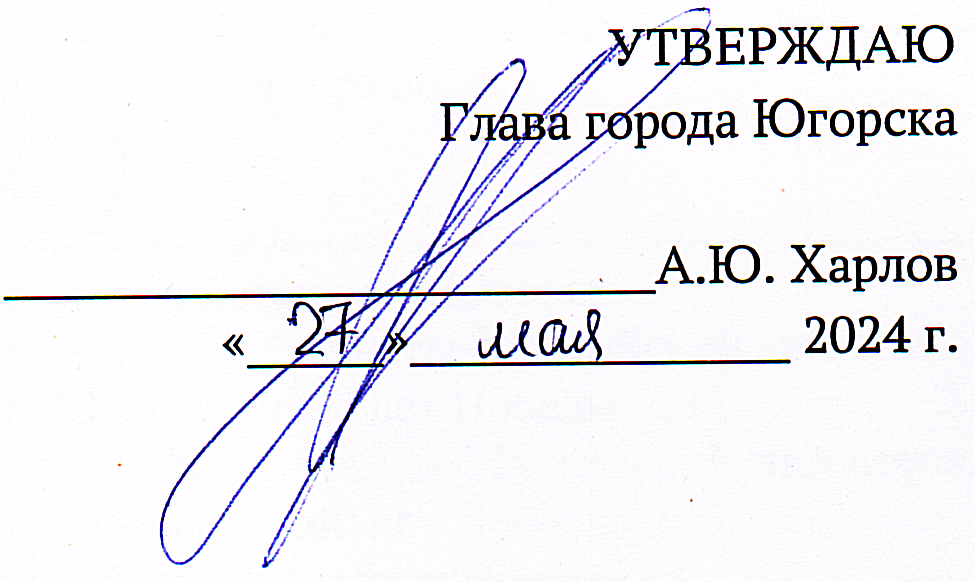 УТВЕРЖДАЮ
Глава города Югорска
А.Ю. Харлов
«27» мая 2024 г.